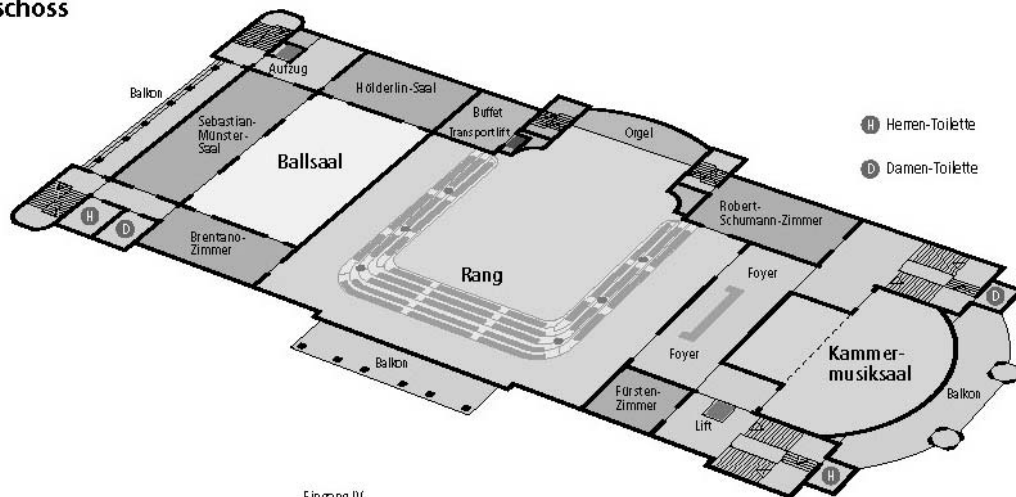 schoss
Aufzug
Balkon
Hölderlin-Saal
Sebastian-
Münster-
Saal
Buffet
Transportlift
Orgel
H Herren-Toilette
Ballsaal
D Damen-Toilette
Robert-
Schumann-Zimmer
H
D
Brentano-
Zimmer
Rang
Foyer
D
Foyer
Kammer-
musiksaal
Balkon
Balkon
Fürsten-
Zimmer
Lift
H